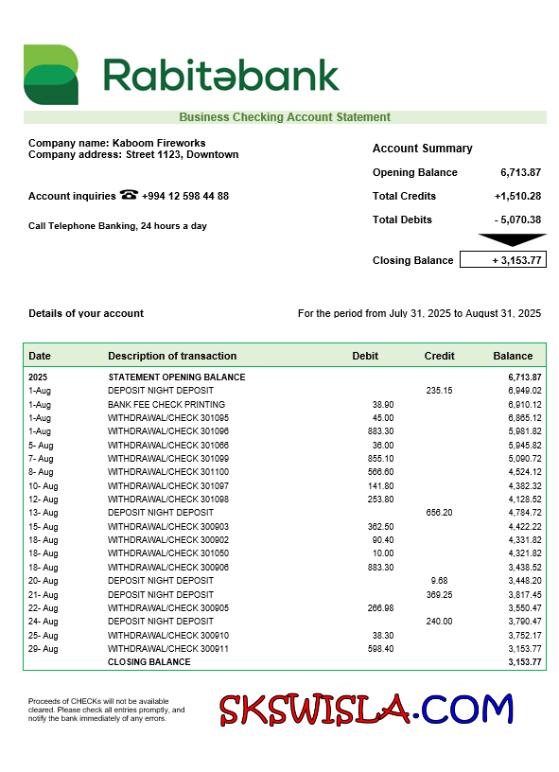 Rabitəbank
Business Checking Account Statement
Company name: Kaboom Fireworks
Company address: Street 1123, Downtown
Account inquiries ☎ +994 12 598 44 88
Call Telephone Banking, 24 hours a day
Account Summary
Opening Balance 6,713.87
Total Credits +1,510.28
Total Debits - 5,070.38
Closing Balance + 3,153.77
Details of your account For the period from July 31, 2025 to August 31, 2025
Date Description of transaction Debit Credit Balance
2025 STATEMENT OPENING BALANCE 6,713.87
1-Aug DEPOSIT NIGHT DEPOSIT 235.15 6,949.02
1-Aug BANK FEE CHECK PRINTING 38.90 6,910.12
1-Aug WITHDRAWAL/CHECK 301095 45.00 6,865.12
1-Aug WITHDRAWAL/CHECK 301096 883.30 5,981.82
5- Aug WITHDRAWAL/CHECK 301066 36.00 5,945.82
7- Aug WITHDRAWAL/CHECK 301099 855.10 5,090.72
8- Aug WITHDRAWAL/CHECK 301100 566.60 4,524.12
10- Aug WITHDRAWAL/CHECK 301097 141.80 4,382.32
12- Aug WITHDRAWAL/CHECK 301098 253.80 4,128.52
13- Aug DEPOSIT NIGHT DEPOSIT 656.20 4,784.72
15- Aug WITHDRAWAL/CHECK 300903 362.50 4,422.22
18- Aug WITHDRAWAL/CHECK 300902 90.40 4,331.82
18- Aug WITHDRAWAL/CHECK 301050 10.00 4,321.82
18- Aug WITHDRAWAL/CHECK 300906 883.30 3,438.52
20- Aug DEPOSIT NIGHT DEPOSIT 9.68 3,448.20
21- Aug DEPOSIT NIGHT DEPOSIT 369.25 3,817.45
22- Aug WITHDRAWAL/CHECK 300905 266.98 3,550.47
24- Aug DEPOSIT NIGHT DEPOSIT 240.00 3,790.47
25- Aug WITHDRAWAL/CHECK 300910 38.30 3,752.17
29- Aug WITHDRAWAL/CHECK 300911 598.40 3,153.77
CLOSING BALANCE 3,153.77
Proceeds of CHECKs will not be available
cleared. Please check all entries promptly, and
notify the bank immediately of any errors.
SKSWISLA.COM